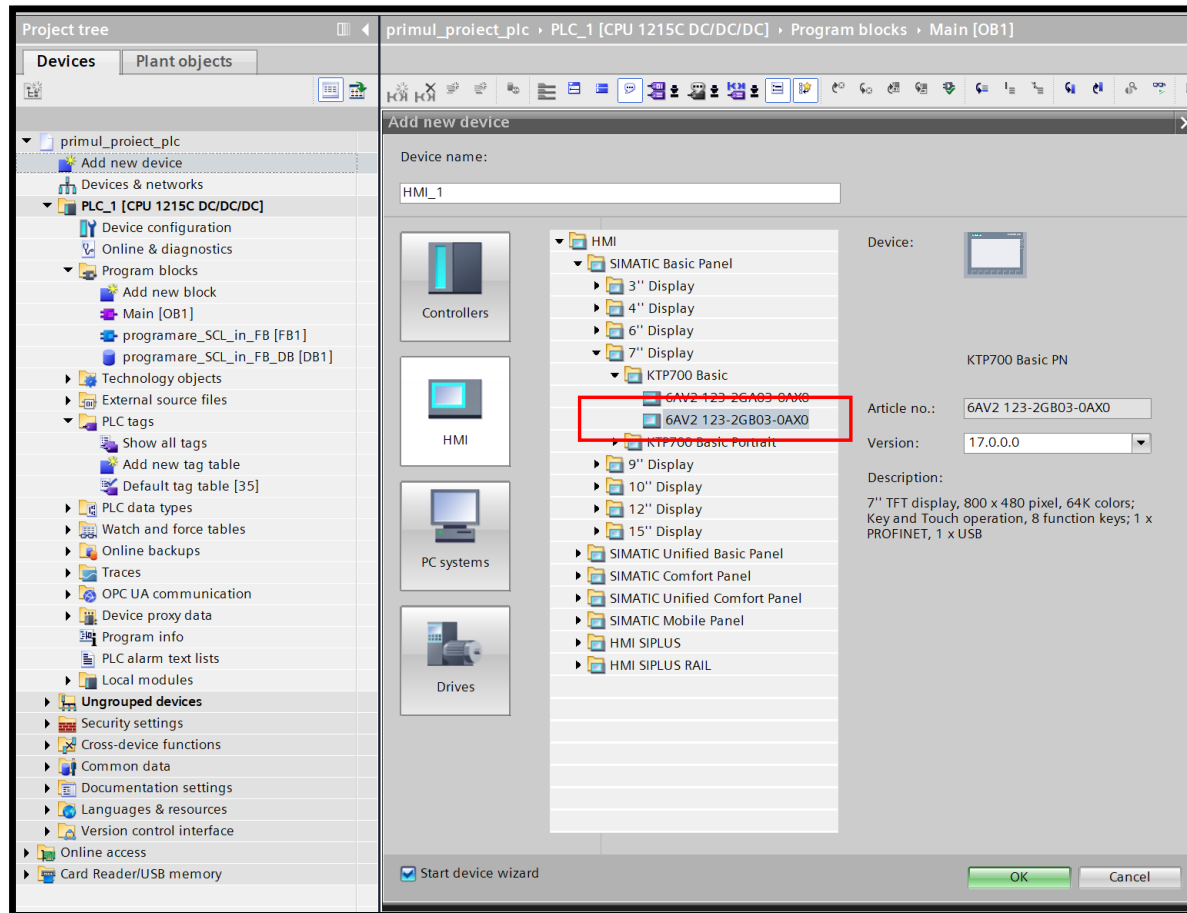 Project tree
Devices
Plant objects
primul_proiect_plc
Add new device
Devices & networks
PLC_1 [CPU 1215C DC/DC/DC]
Device configuration
Online & diagnostics
Program blocks
Add new block
Main [OB1]
programare_SCL_in_FB [FB1]
programare_SCL_in_FB_DB [DB1]
Technology objects
External source files
PLC tags
Show all tags
Add new tag table
Default tag table [35]
PLC data types
Watch and force tables
Online backups
Traces
OPC UA communication
Device proxy data
Program info
PLC alarm text lists
Local modules
Ungrouped devices
Security settings
Cross-device functions
Common data
Documentation settings
Languages & resources
Version control interface
Online access
Card Reader/USB memory
primul_proiect_plc › PLC_1 [CPU 1215C DC/DC/DC] › Program blocks › Main [OB1]
Add new device
Device name:
HMI_1
Controllers
HMI
PC systems
Drives
HMI
SIMATIC Basic Panel
3'' Display
4'' Display
6'' Display
7'' Display
KTP700 Basic
6AV2 123-2GA03-0AX0
6AV2 123-2GB03-0AX0
KTP700 Basic Portrait
9'' Display
10'' Display
12'' Display
15'' Display
SIMATIC Unified Basic Panel
SIMATIC Comfort Panel
SIMATIC Unified Comfort Panel
SIMATIC Mobile Panel
HMI SIPLUS
HMI SIPLUS RAIL
Device:
KTP700 Basic PN
Article no.:
6AV2 123-2GB03-0AX0
Version:
17.0.0.0
Description:
7'' TFT display, 800 x 480 pixel, 64K colors;
Key and Touch operation, 8 function keys; 1 x
PROFINET, 1 x USB
Start device wizard
OK
Cancel